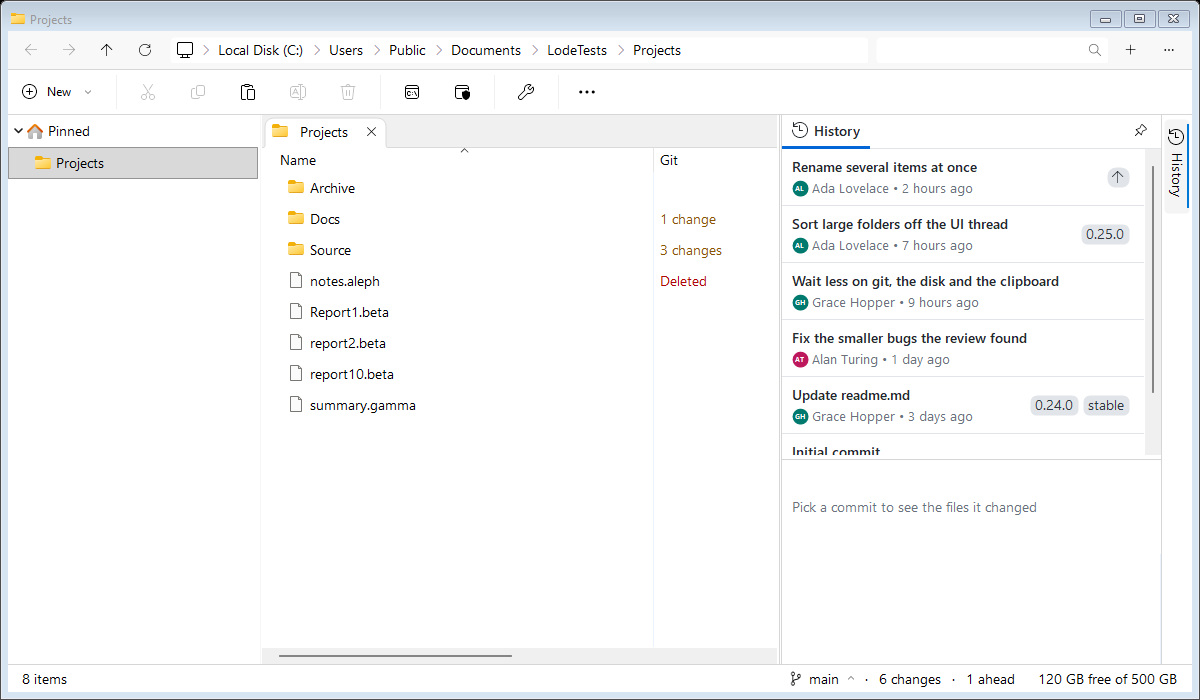 Projects
Local Disk (C:) Users Public Documents LodeTests Projects
New
Pinned
Projects
Projects
Name Git
Archive
Docs 1 change
Source 3 changes
notes.aleph Deleted
Report1.beta
report2.beta
report10.beta
summary.gamma
History
Rename several items at once
AL Ada Lovelace • 2 hours ago
Sort large folders off the UI thread
AL Ada Lovelace • 7 hours ago
0.25.0
Wait less on git, the disk and the clipboard
GH Grace Hopper • 9 hours ago
Fix the smaller bugs the review found
AT Alan Turing • 1 day ago
Update readme.md
GH Grace Hopper • 3 days ago
0.24.0 stable
Initial commit
Pick a commit to see the files it changed
History
8 items
main · 6 changes · 1 ahead 120 GB free of 500 GB